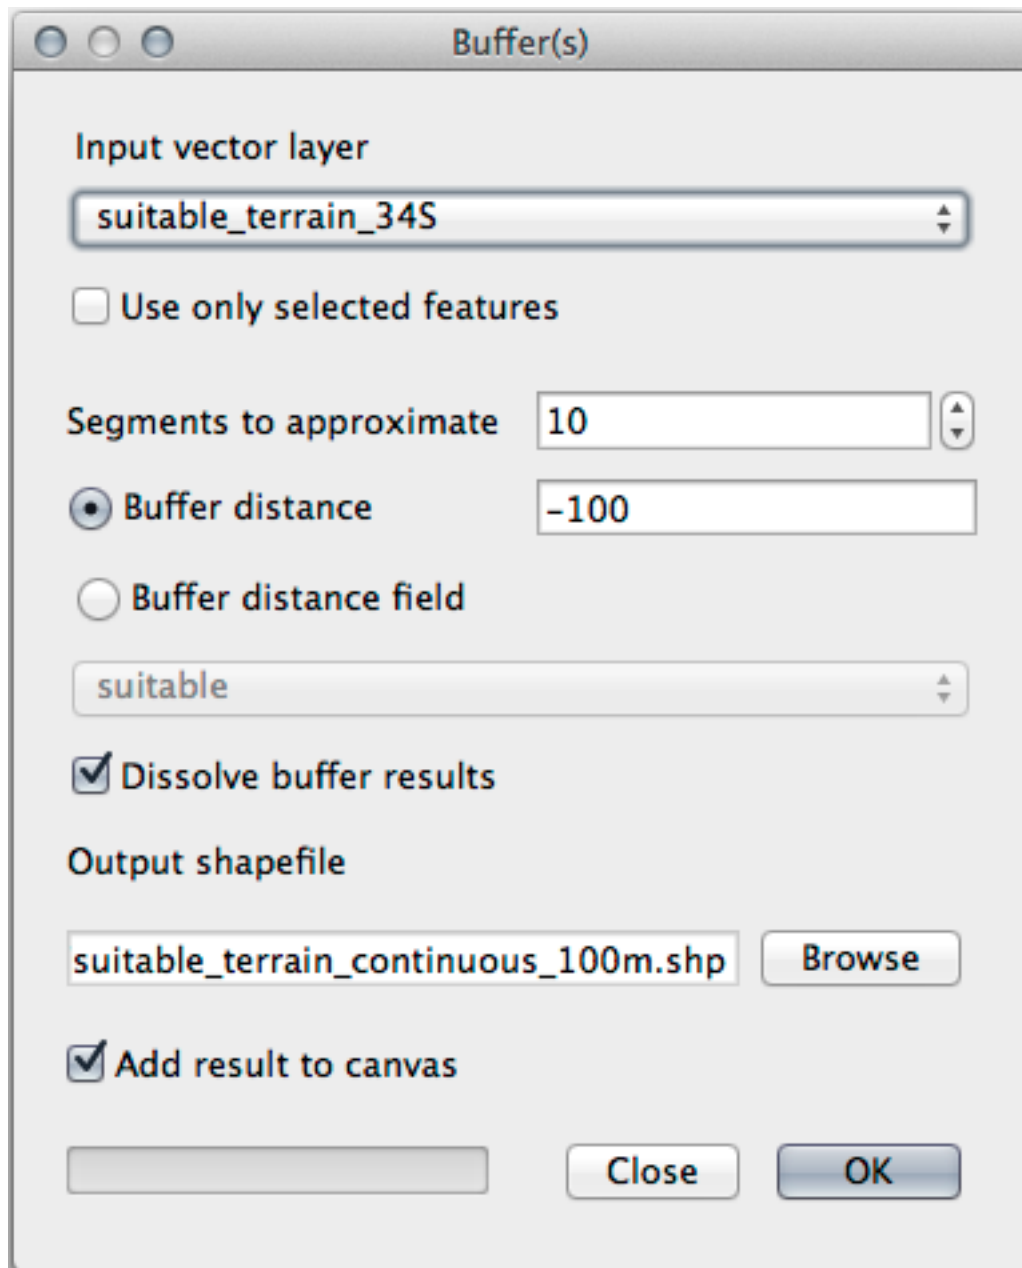 Buffer(s)
Input vector layer
suitable_terrain_34S
Use only selected features
Segments to approximate 10
Buffer distance -100
Buffer distance field
suitable
Dissolve buffer results
Output shapefile
suitable_terrain_continuous_100m.shp Browse
Add result to canvas
Close OK